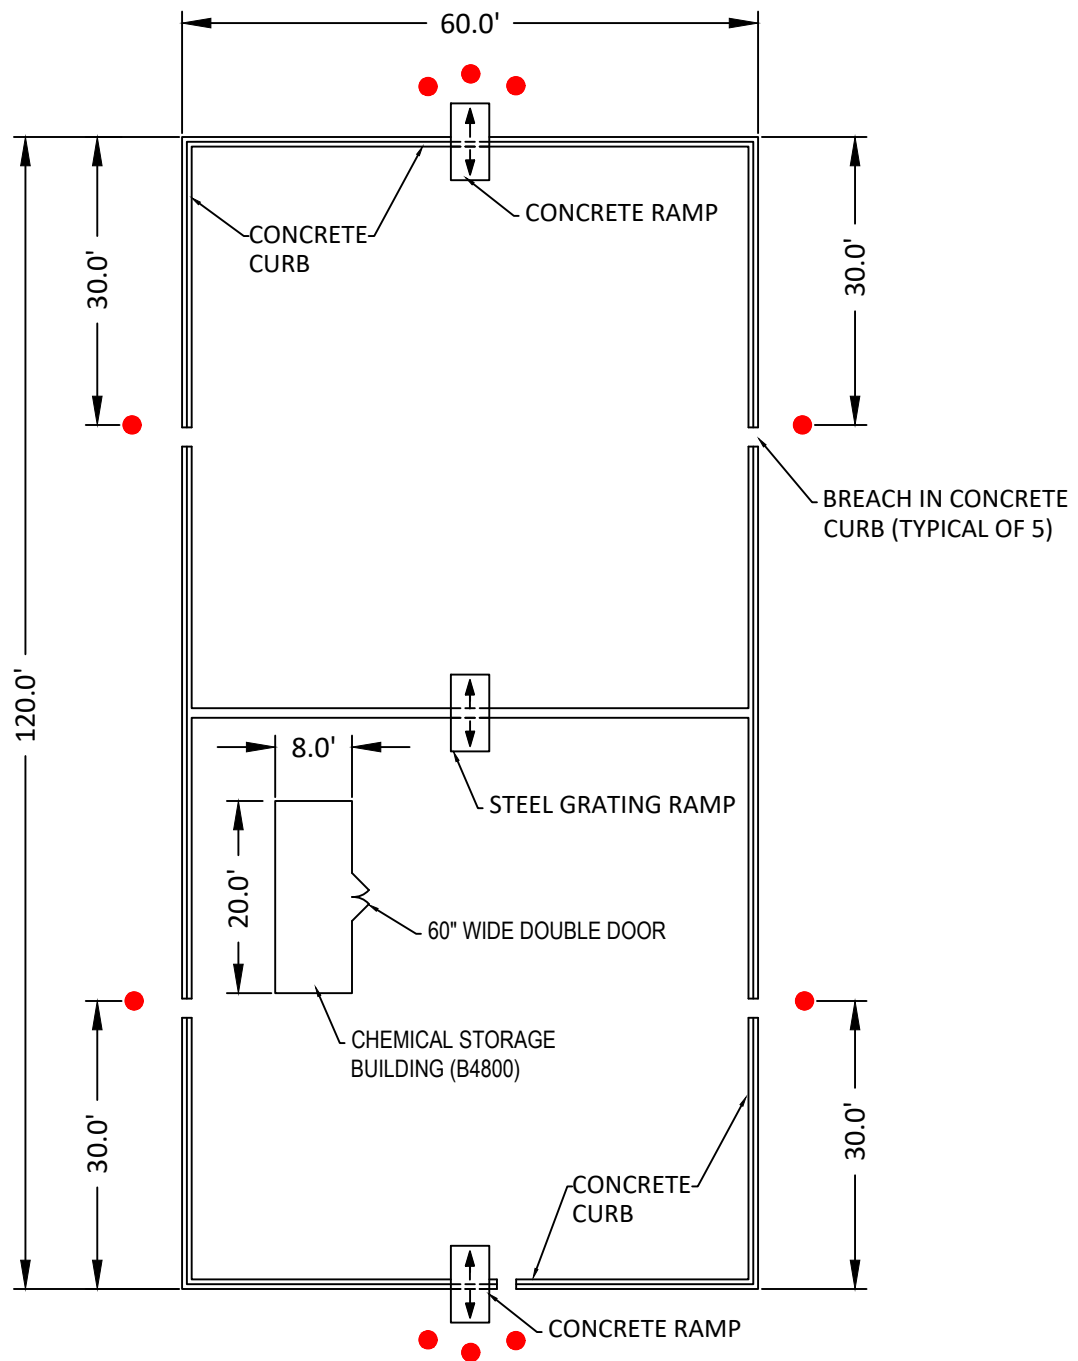 60.0'
CONCRETE RAMP
CONCRETE
CURB
30.0'
30.0'
BREACH IN CONCRETE
CURB (TYPICAL OF 5)
120.0'
8.0'
STEEL GRATING RAMP
20.0'
60" WIDE DOUBLE DOOR
CHEMICAL STORAGE
BUILDING (B4800)
30.0'
30.0'
CONCRETE
CURB
CONCRETE RAMP